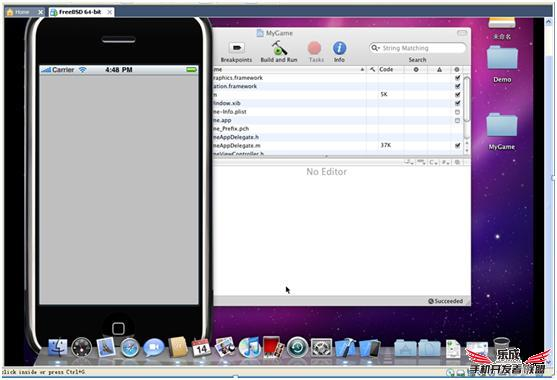 Home
FreeBSD 64-bit
MyGame
Breakpoints
Build and Run
Tasks
Info
String Matching
Search
Carrer
4:48 PM
me
Code
raphics.framework
ation.framework
m
5K
indow.xib
me-Info.plist
me.app
me_Prefix.pch
meAppDelegate.h
meAppDelegate.m
37K
meViewController.h
No Editor
Succeeded
未命名
Demo
MyGame
14
click inside or press Ctrl+G.
乐成
手机开发者联盟